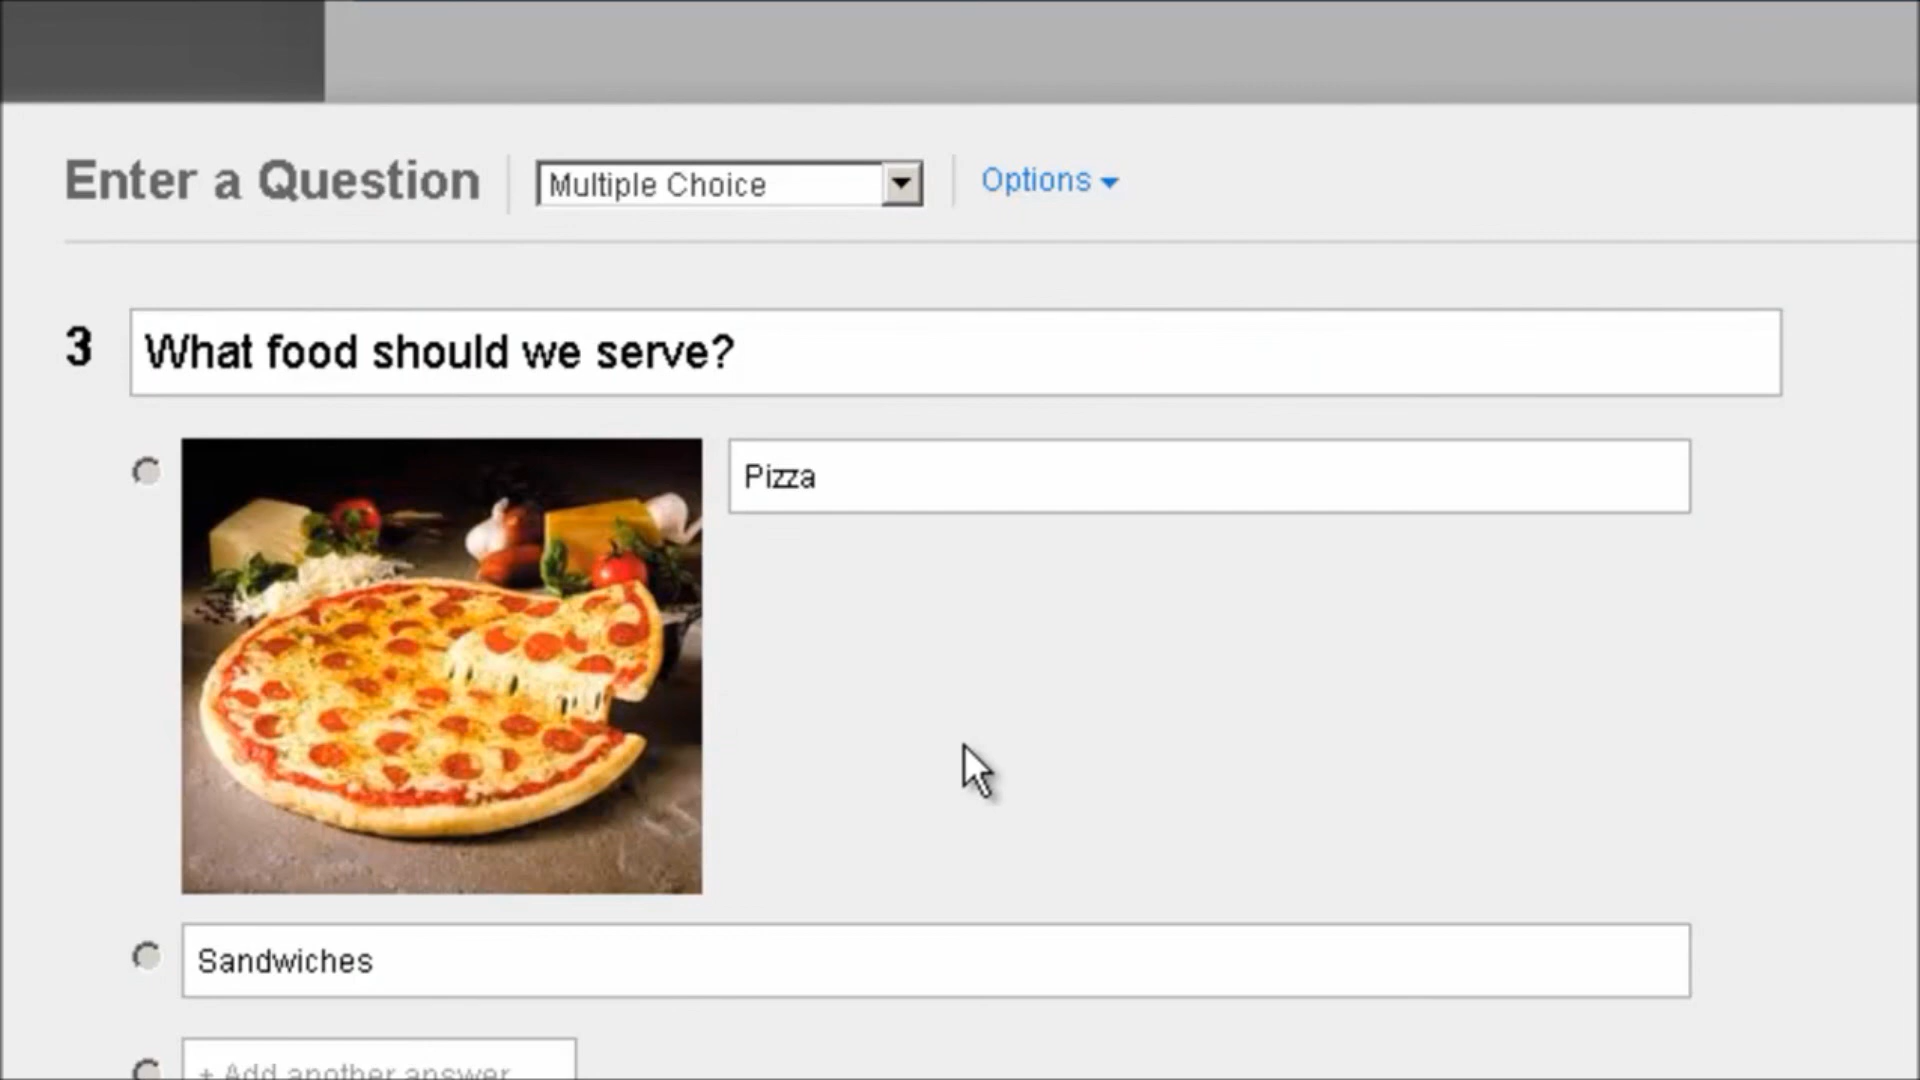 Enter a Question
Multiple Choice
Options
3
What food should we serve?
Pizza
Sandwiches
+ Add another answer